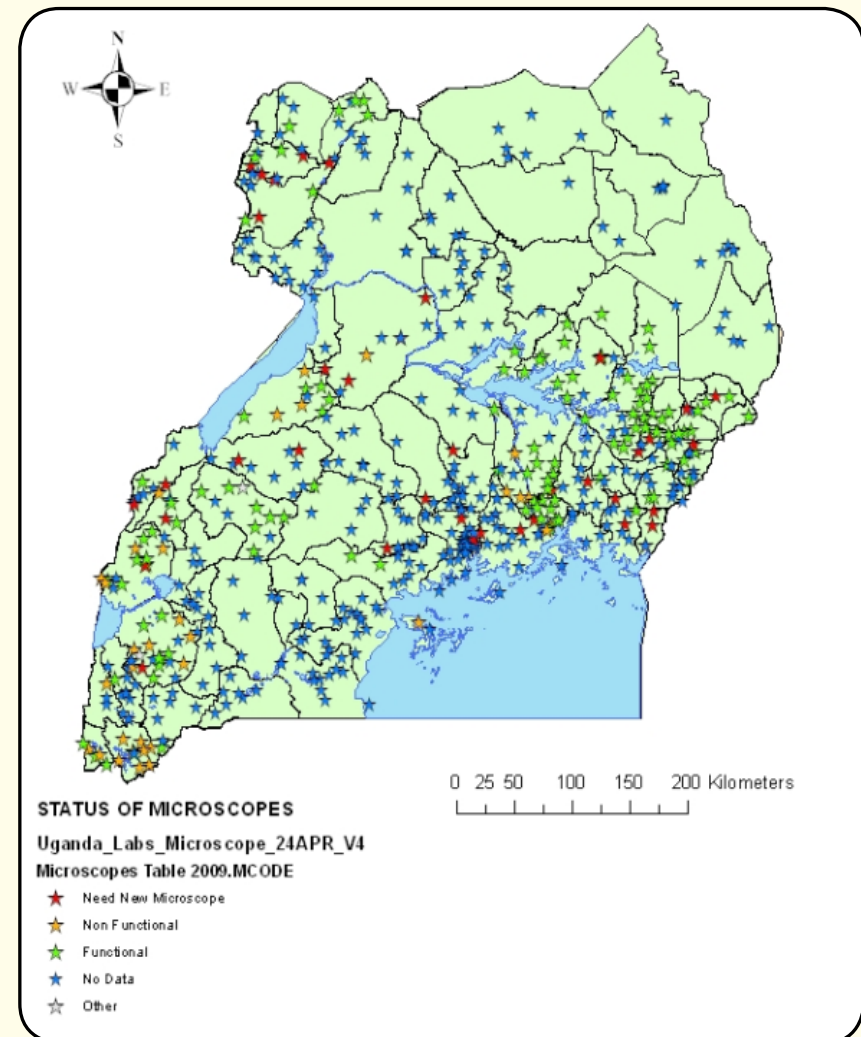 N
W E
S
0 25 50 100 150 200 Kilometers
STATUS OF MICROSCOPES
Uganda_Labs_Microscope_24APR_V4
Microscopes Table 2009.MCODE
Need New Microscope
Non Functional
Functional
No Data
Other